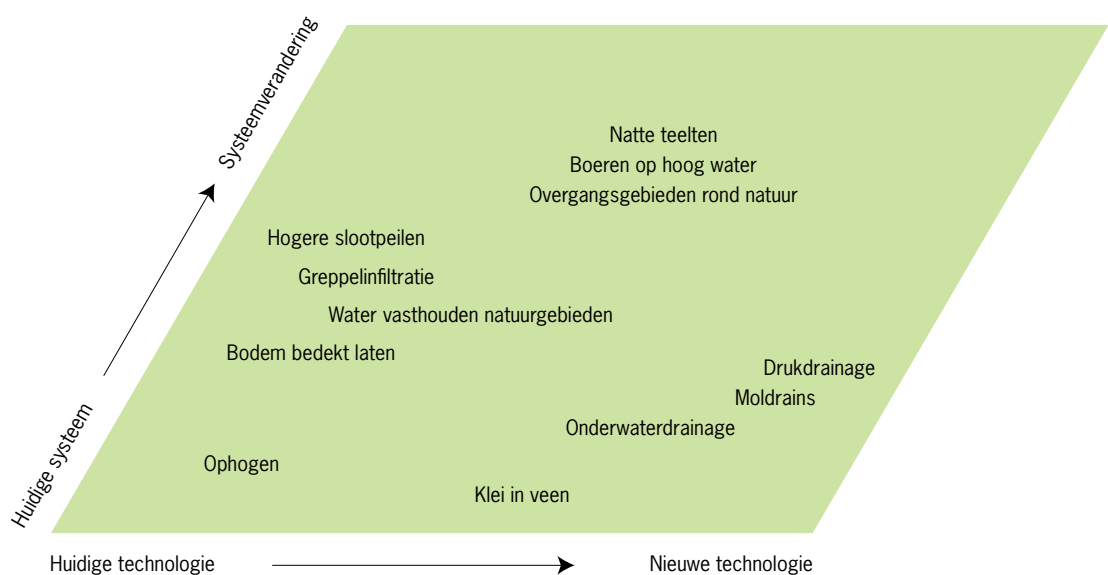 Systeemverandering
Natte teelten
Boeren op hoog water
Overgangsgebieden rond natuur
Hogere slootpeilen
Greppelinfiltratie
Water vasthouden natuurgebieden
Bodem bedekt laten
Drukdrainage
Moldrains
Onderwaterdrainage
Huidige systeem
Ophogen
Klei in veen
Huidige technologie
Nieuwe technologie